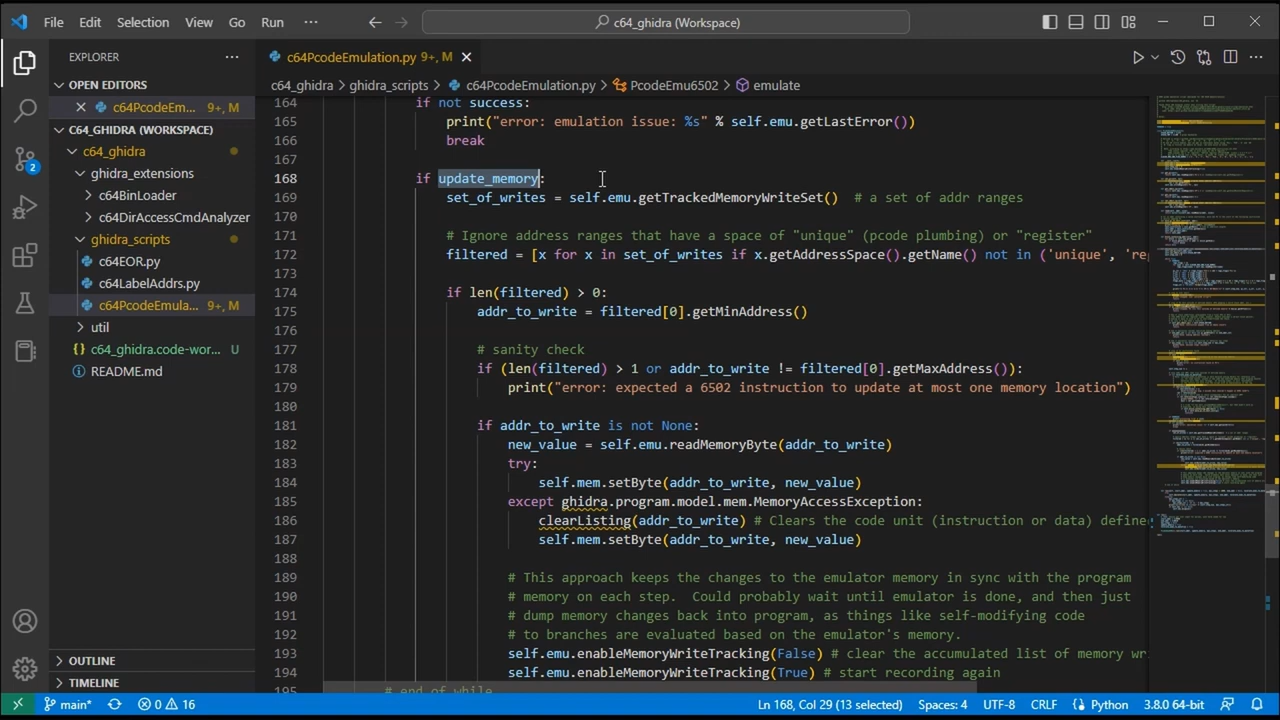 File Edit Selection View Go Run ··· c64_ghidra (Workspace)
EXPLORER ···
OPEN EDITORS
c64PcodeEm... 9+, M
C64_GHIDRA (WORKSPACE)
c64_ghidra
ghidra_extensions
c64BinLoader
c64DirAccessCmdAnalyzer
ghidra_scripts
c64EOR.py
c64LabelAddrs.py
c64PcodeEmula... 9+, M
util
c64_ghidra.code-wor... U
README.md
OUTLINE
TIMELINE
2
c64PcodeEmulation.py 9+, M
c64_ghidra > ghidra_scripts > c64PcodeEmulation.py > PcodeEmu6502 > emulate
164 if not success:
165 print("error: emulation issue: %s" % self.emu.getLastError())
166 break
167
168 if update_memory:
169 set_of_writes = self.emu.getTrackedMemoryWriteSet() # a set of addr ranges
170
171 # Ignore address ranges that have a space of "unique" (pcode plumbing) or "register"
172 filtered = [x for x in set_of_writes if x.getAddressSpace().getName() not in ('unique', 're
173
174 if len(filtered) > 0:
175 addr_to_write = filtered[0].getMinAddress()
176
177 # sanity check
178 if (len(filtered) > 1 or addr_to_write != filtered[0].getMaxAddress()):
179 print("error: expected a 6502 instruction to update at most one memory location")
180
181 if addr_to_write is not None:
182 new_value = self.emu.readMemoryByte(addr_to_write)
183 try:
184 self.mem.setByte(addr_to_write, new_value)
185 except ghidra.program.model.mem.MemoryAccessException:
186 clearListing(addr_to_write) # Clears the code unit (instruction or data) define
187 self.mem.setByte(addr_to_write, new_value)
188
189 # This approach keeps the changes to the emulator memory in sync with the program
190 # memory on each step. Could probably wait until emulator is done, and then just
191 # dump memory changes back into program, as things like self-modifying code
192 # to branches are evaluated based on the emulator's memory.
193 self.emu.enableMemoryWriteTracking(False) # clear the accumulated list of memory wr
194 self.emu.enableMemoryWriteTracking(True) # start recording again
195 # end of while
main* 0 16 Ln 168, Col 29 (13 selected) Spaces: 4 UTF-8 CRLF Python 3.8.0 64-bit